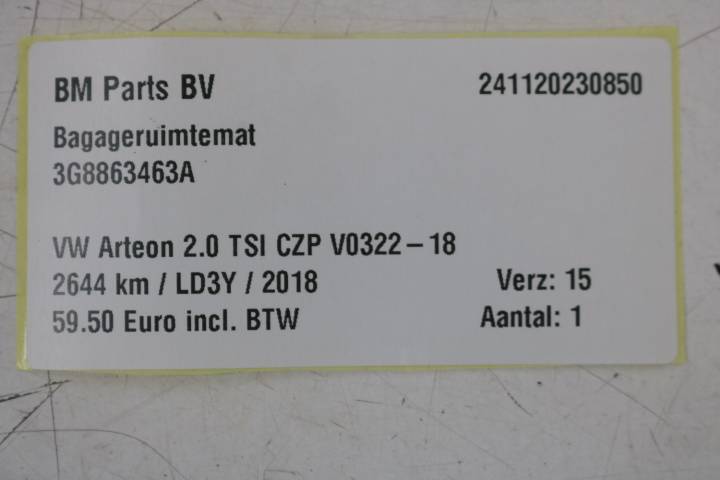 BM Parts BV 241120230850
Bagageruimtemat
3G8863463A
VW Arteon 2.0 TSI CZP V0322-18
2644 km / LD3Y / 2018 Verz: 15
59.50 Euro incl. BTW Aantal: 1